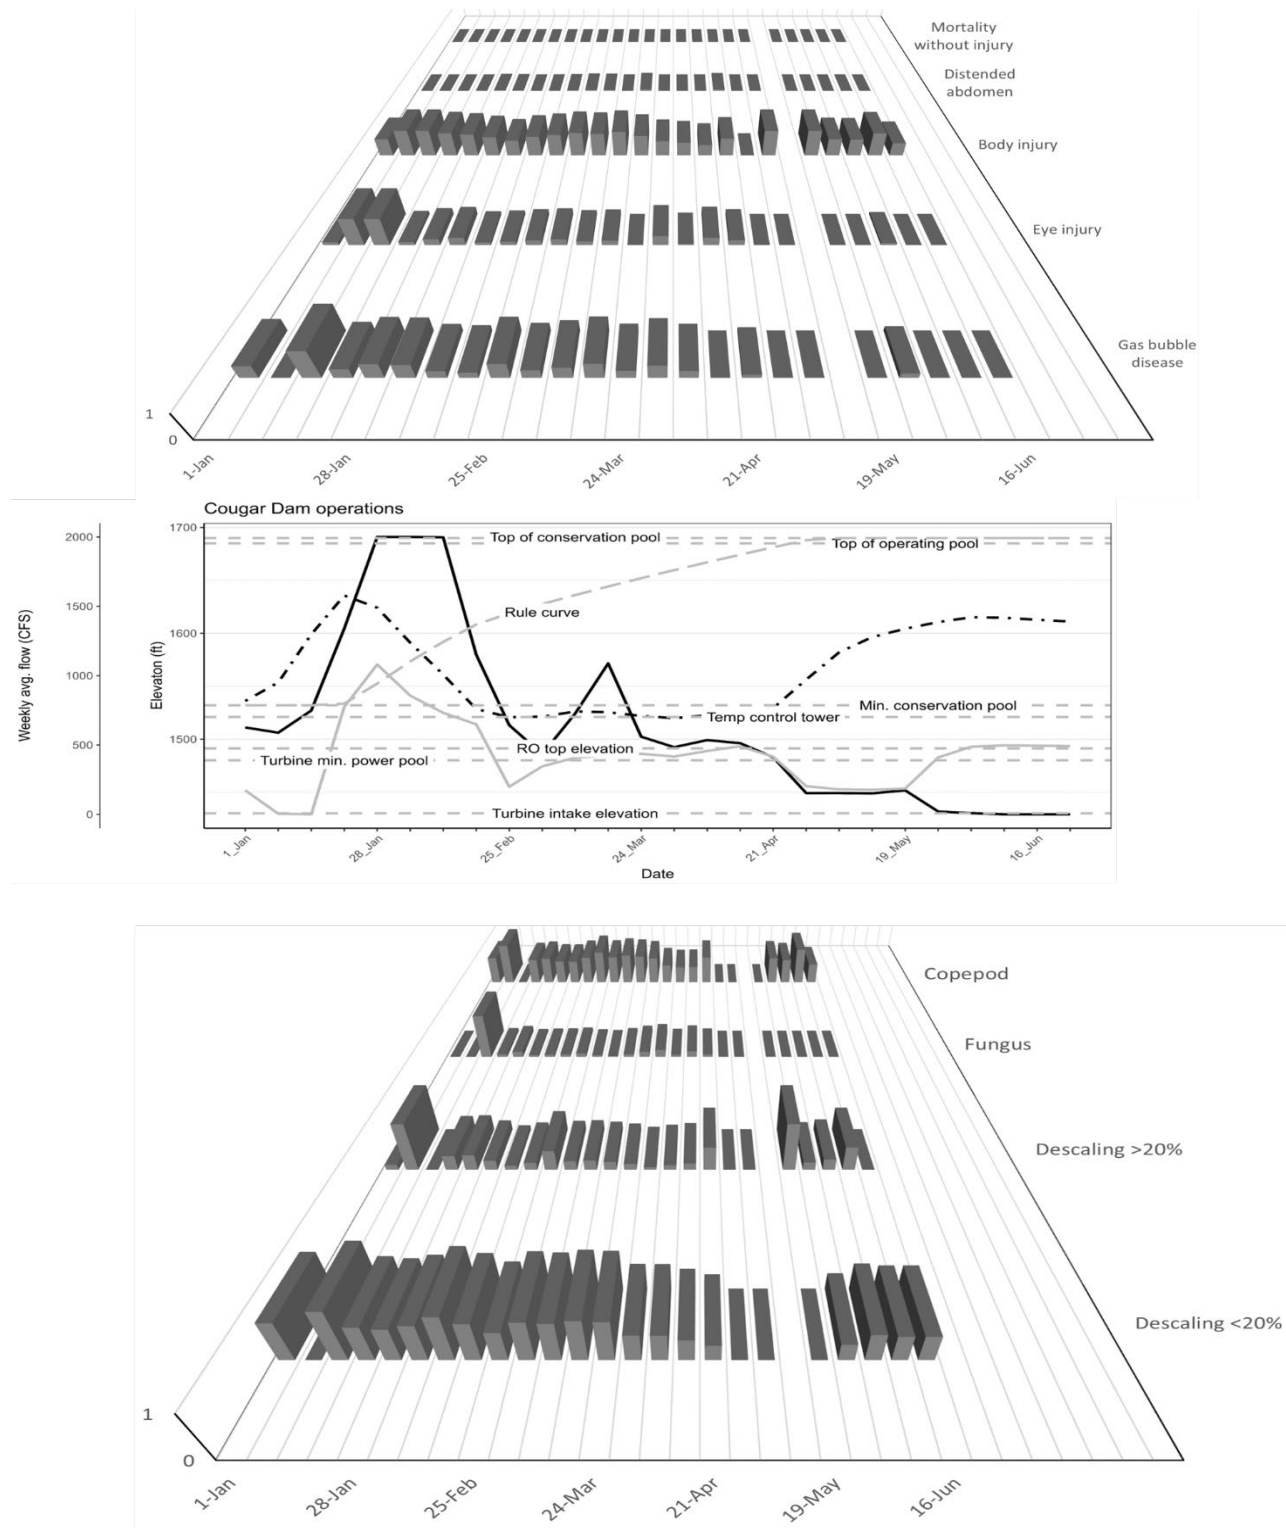 Mortality
without injury
Distended
abdomen
Body injury
Eye injury
Gas bubble
disease
1
0
1-Jan
28-Jan
25-Feb
24-Mar
21-Apr
19-May
16-Jun
Cougar Dam operations
Weekly avg. flow (CFS)
2000
1500
1000
500
0
Elevaton (ft)
1700
1600
1500
Top of conservation pool
Top of operating pool
Rule curve
Min. conservation pool
Temp control tower
RO top elevation
Turbine min. power pool
Turbine intake elevation
1_Jan
28_Jan
25_Feb
24_Mar
21_Apr
19_May
16_Jun
Date
Copepod
Fungus
Descaling >20%
Descaling <20%
1
0
1-Jan
28-Jan
25-Feb
24-Mar
21-Apr
19-May
16-Jun